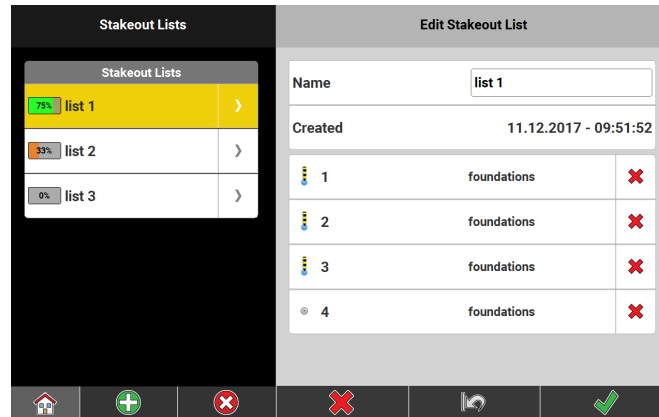 Stakeout Lists
Stakeout Lists
75% list 1
33% list 2
0% list 3
Edit Stakeout List
Name list 1
Created 11.12.2017 - 09:51:52
1 foundations
2 foundations
3 foundations
4 foundations